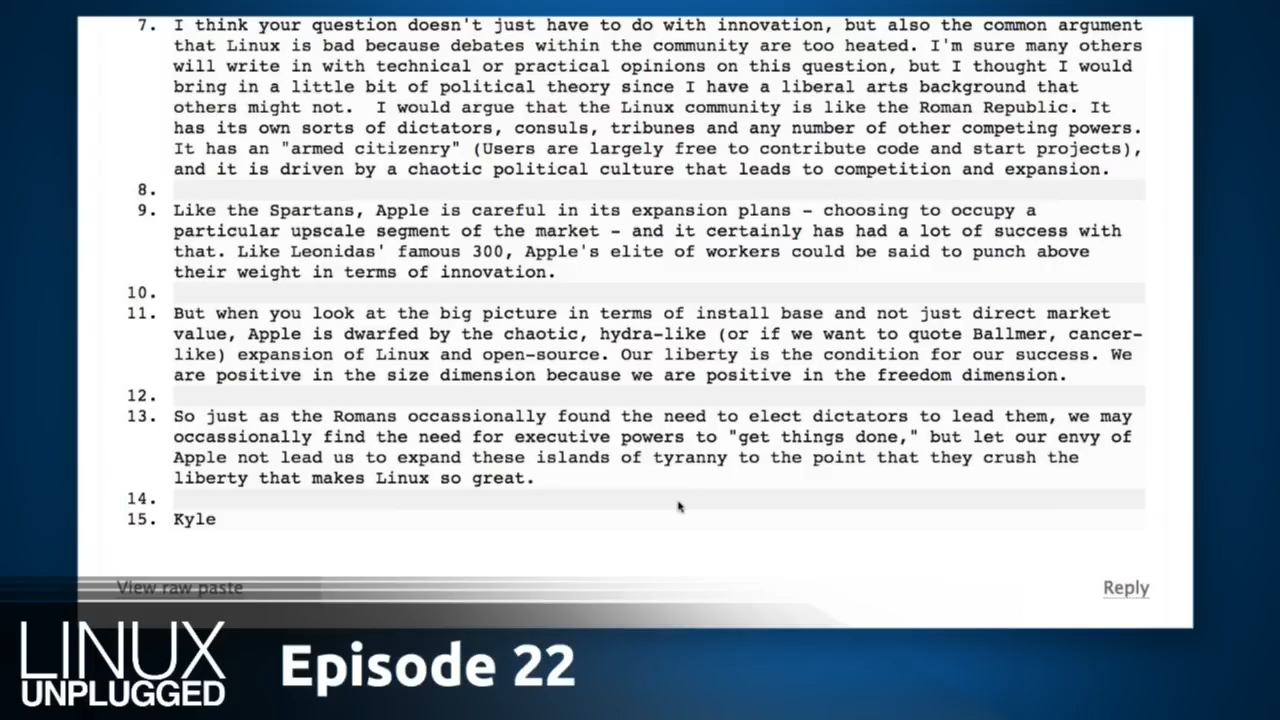 7. I think your question doesn't just have to do with innovation, but also the common argument
that Linux is bad because debates within the community are too heated. I'm sure many others
will write in with technical or practical opinions on this question, but I thought I would
bring in a little bit of political theory since I have a liberal arts background that
others might not.  I would argue that the Linux community is like the Roman Republic. It
has its own sorts of dictators, consuls, tribunes and any number of other competing powers.
It has an "armed citizenry" (Users are largely free to contribute code and start projects),
and it is driven by a chaotic political culture that leads to competition and expansion.
8.
9. Like the Spartans, Apple is careful in its expansion plans – choosing to occupy a
particular upscale segment of the market – and it certainly has had a lot of success with
that. Like Leonidas' famous 300, Apple's elite of workers could be said to punch above
their weight in terms of innovation.
10.
11. But when you look at the big picture in terms of install base and not just direct market
value, Apple is dwarfed by the chaotic, hydra-like (or if we want to quote Ballmer, cancer-
like) expansion of Linux and open-source. Our liberty is the condition for our success. We
are positive in the size dimension because we are positive in the freedom dimension.
12.
13. So just as the Romans occassionally found the need to elect dictators to lead them, we may
occassionally find the need for executive powers to "get things done," but let our envy of
Apple not lead us to expand these islands of tyranny to the point that they crush the
liberty that makes Linux so great.
14.
15. Kyle
View raw paste
Reply
LINUX
UNPLUGGED
Episode 22